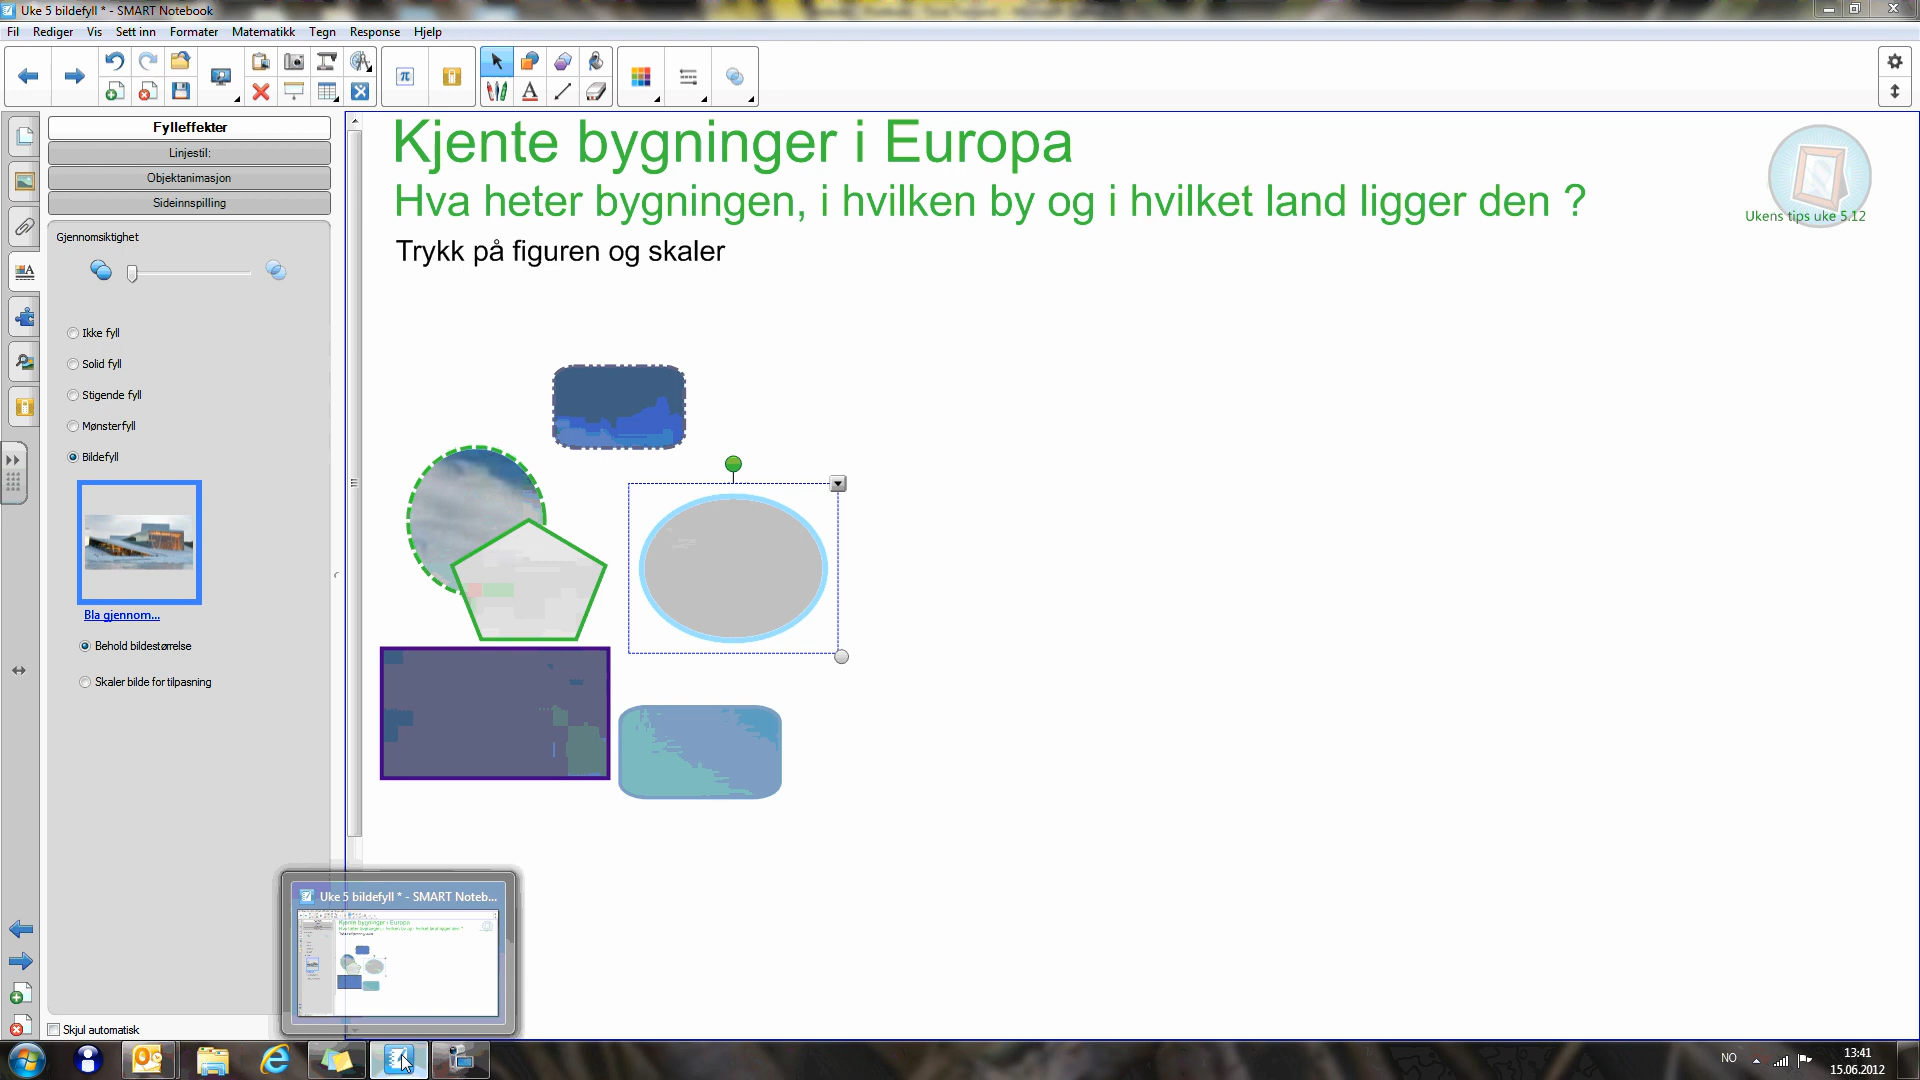 Uke 5 bildefyll * - SMART Notebook
Fil Rediger Vis Sett inn Formater Matematikk Tegn Response Hjelp
Fylleffekter
Linjestil:
Objektanimasjon
Sideinnspilling
Gjennomsiktighet
Ikke fyll
Solid fyll
Stigende fyll
Mønsterfyll
Bildefyll
Bla gjennom...
Behold bildestørrelse
Skaler bilde for tilpasning
Skjul automatisk
Kjente bygninger i Europa
Hva heter bygningen, i hvilken by og i hvilket land ligger den ?
Trykk på figuren og skaler
Ukens tips uke 5.12
Uke 5 bildefyll * - SMART Noteb...
Kjente bygninger i Europa
NO
13:41
15.06.2012